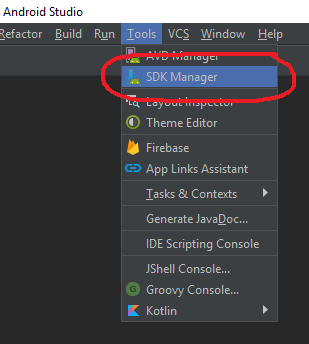 Android Studio
Refactor Build Run Tools VCS Window Help
AVD Manager
SDK Manager
Layout Inspector
Theme Editor
Firebase
App Links Assistant
Tasks & Contexts
Generate JavaDoc...
IDE Scripting Console
JShell Console...
Groovy Console...
G
Kotlin